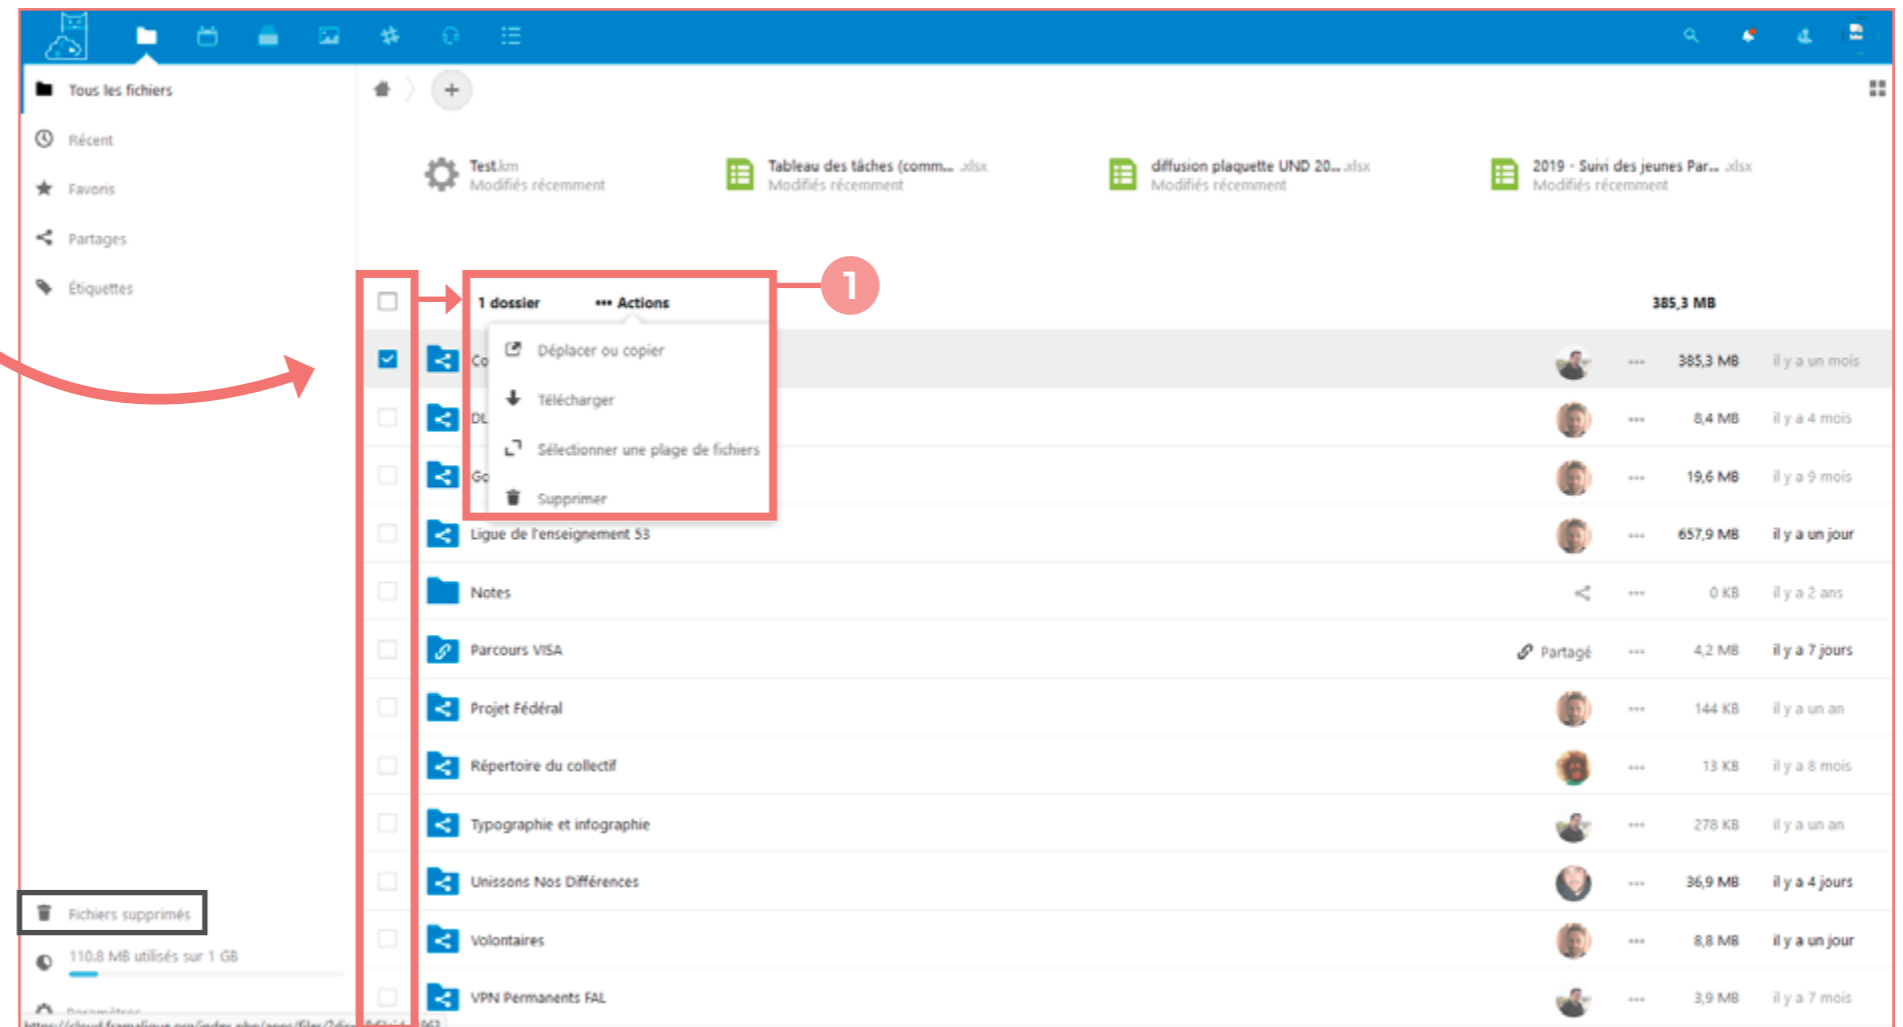 Tous les fichiers
Récent
Favoris
Partages
Étiquettes
Test.km
Modifiés récemment
Tableau des tâches (comm... .xlsx
Modifiés récemment
diffusion plaquette UND 20... .xlsx
Modifiés récemment
2019 - Suivi des jeunes Par... .xlsx
Modifiés récemment
1
1 dossier ••• Actions 385,3 MB
Déplacer ou copier
Télécharger
Sélectionner une plage de fichiers
Supprimer
Co 385,3 MB il y a un mois
DL 8,4 MB il y a 4 mois
Go 19,6 MB il y a 9 mois
Ligue de l'enseignement 53 657,9 MB il y a un jour
Notes 0 KB il y a 2 ans
Parcours VISA Partagé 4,2 MB il y a 7 jours
Projet Fédéral 144 KB il y a un an
Répertoire du collectif 13 KB il y a 8 mois
Typographie et infographie 278 KB il y a un an
Unissons Nos Différences 36,9 MB il y a 4 jours
Volontaires 8,8 MB il y a un jour
VPN Permanents FAL 3,9 MB il y a 7 mois
Fichiers supprimés
110.8 MB utilisés sur 1 GB
Paramètres